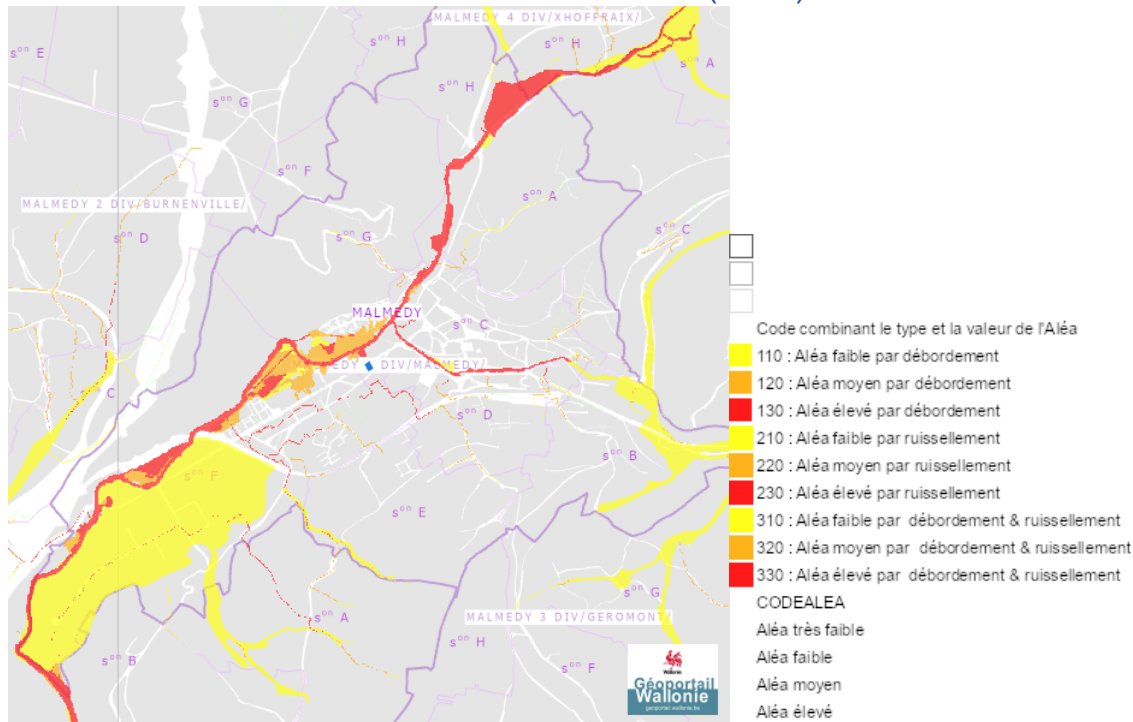 MALMEDY 4 DIV/XHOFFRAIX/
sᵒⁿ E
sᵒⁿ H
sᵒⁿ H
sᵒⁿ A
sᵒⁿ H
sᵒⁿ G
sᵒⁿ F
sᵒⁿ A
MALMEDY 2 DIV/BURNENVILLE/
sᵒⁿ D
sᵒⁿ G
sᵒⁿ C
MALMEDY
sᵒⁿ C
DIV/MALMEDY/
C
sᵒⁿ D
sᵒⁿ B
sᵒⁿ F
sᵒⁿ E
sᵒⁿ G
sᵒⁿ A
MALMEDY 3 DIV/GEROMONT/
sᵒⁿ H
sᵒⁿ B
sᵒⁿ F
Wallonie
Géoportail
Wallonie
geoportail.wallonie.be
Code combinant le type et la valeur de l'Aléa
110 : Aléa faible par débordement
120 : Aléa moyen par débordement
130 : Aléa élevé par débordement
210 : Aléa faible par ruissellement
220 : Aléa moyen par ruissellement
230 : Aléa élevé par ruissellement
310 : Aléa faible par débordement & ruissellement
320 : Aléa moyen par débordement & ruissellement
330 : Aléa élevé par débordement & ruissellement
CODEALEA
Aléa très faible
Aléa faible
Aléa moyen
Aléa élevé